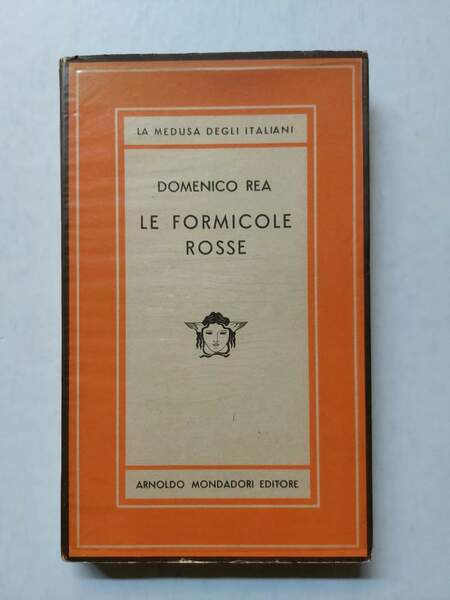 LA MEDUSA DEGLI ITALIANI
DOMENICO REA
LE FORMICOLE
ROSSE
ARNOLDO MONDADORI EDITORE